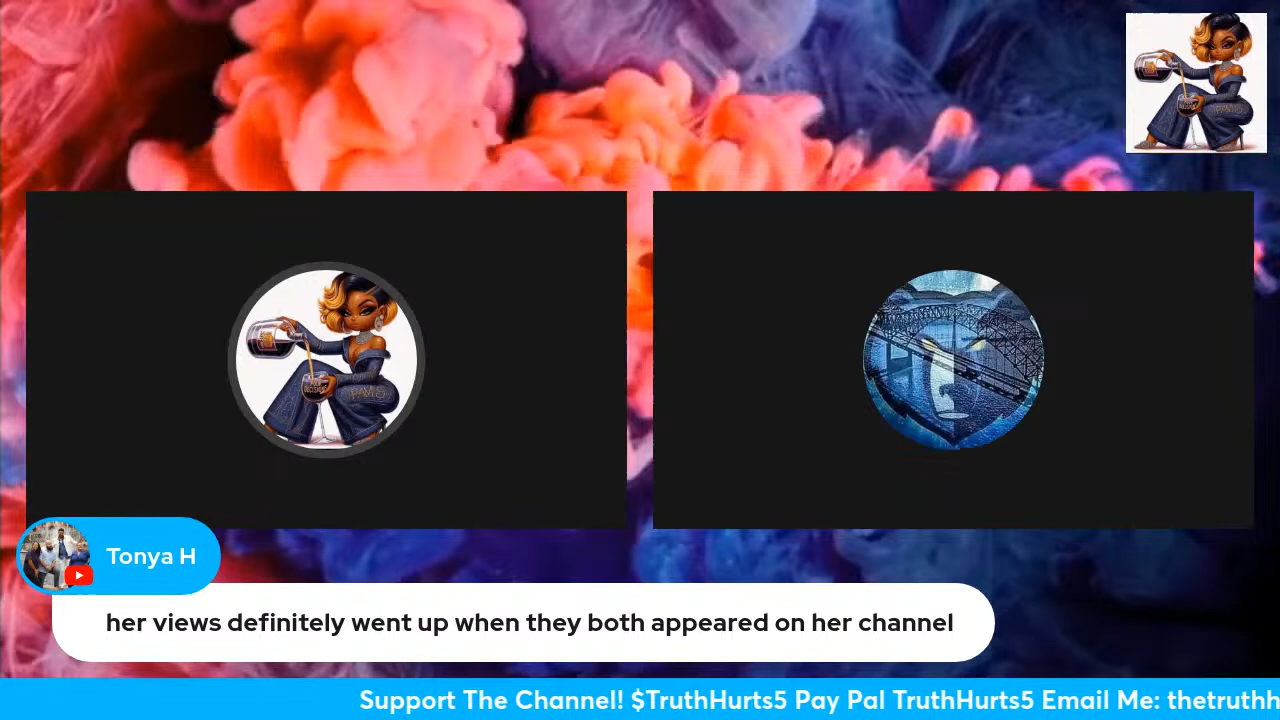 Tonya H
her views definitely went up when they both appeared on her channel
Support The Channel! $TruthHurts5 Pay Pal TruthHurts5 Email Me: thetruthh